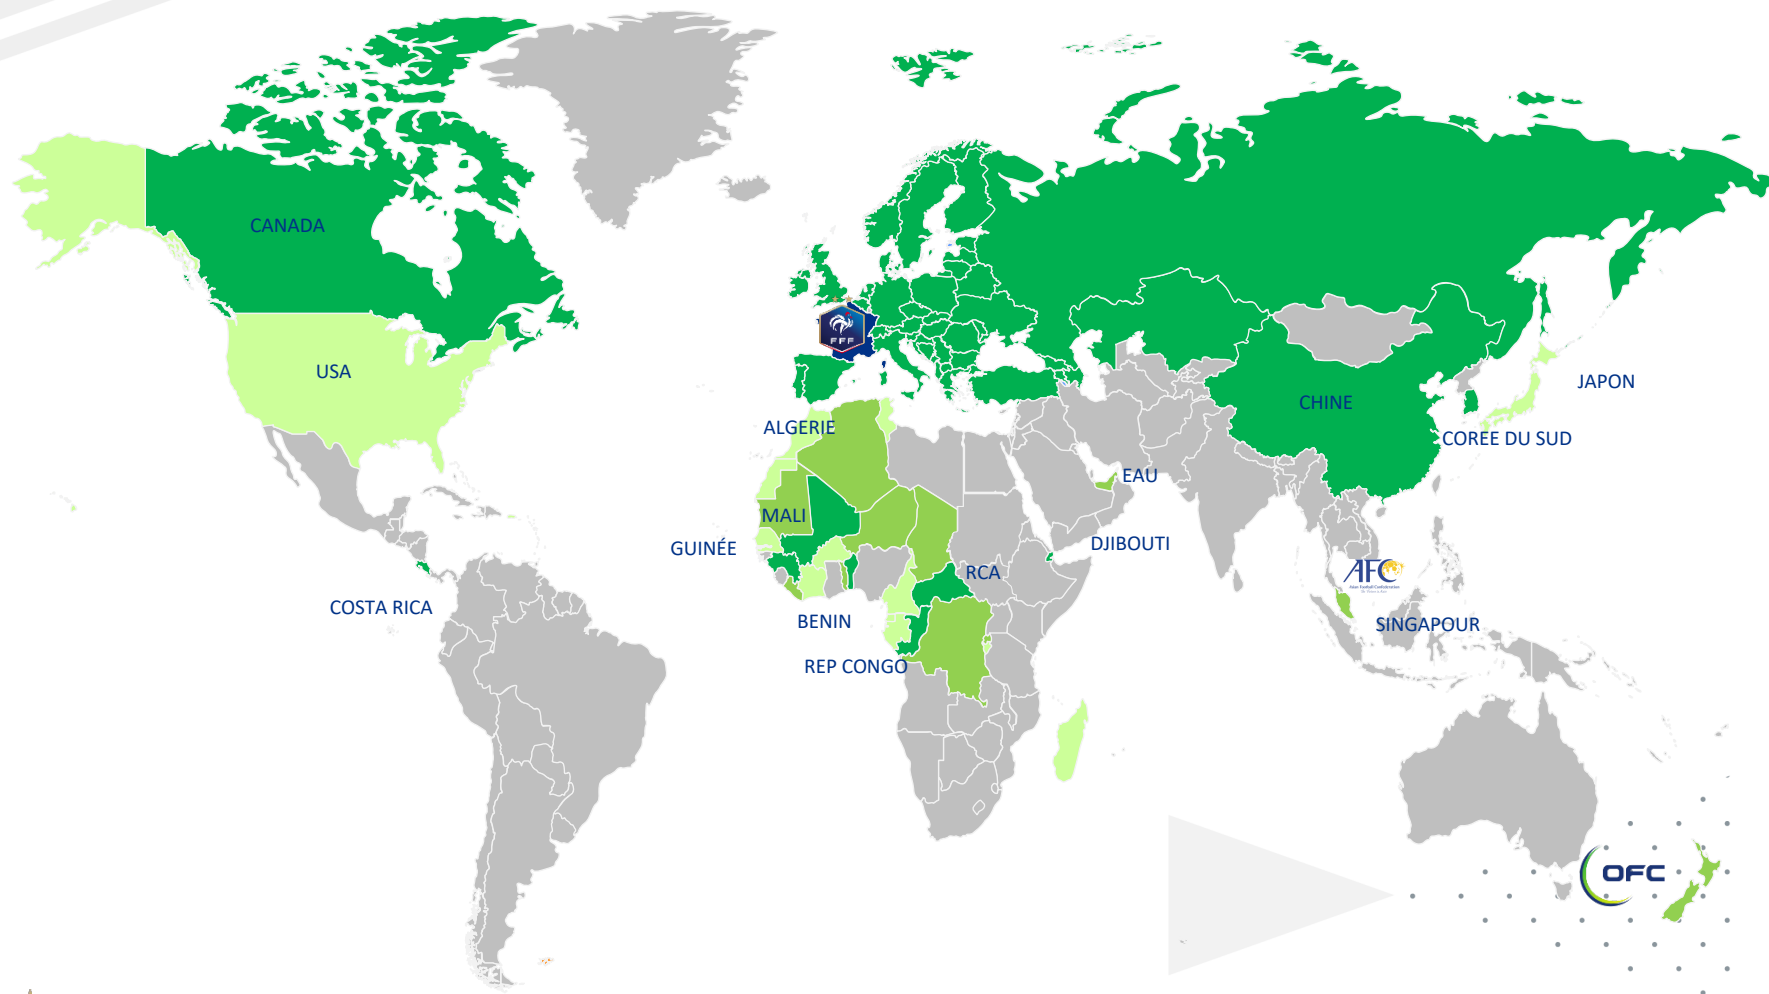 CANADA
FFF
USA
JAPON
CHINE
ALGERIE
COREE DU SUD
EAU
MALI
GUINÉE
DJIBOUTI
RCA
AFC
COSTA RICA
BENIN
SINGAPOUR
REP CONGO
OFC